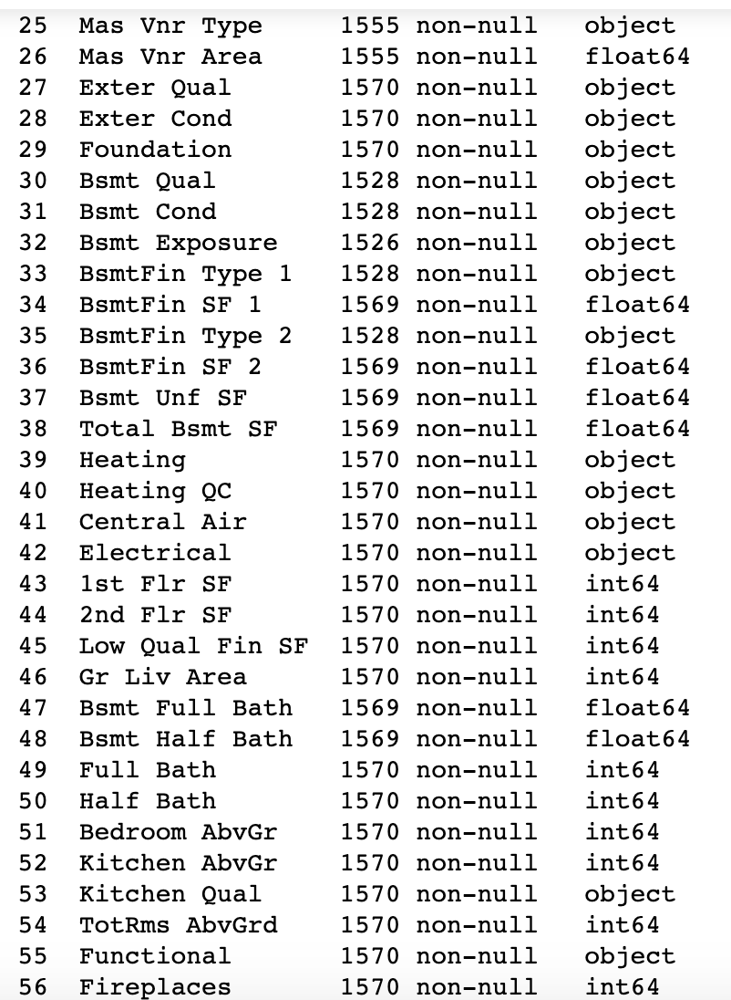 25 Mas Vnr Type 1555 non-null object
26 Mas Vnr Area 1555 non-null float64
27 Exter Qual 1570 non-null object
28 Exter Cond 1570 non-null object
29 Foundation 1570 non-null object
30 Bsmt Qual 1528 non-null object
31 Bsmt Cond 1528 non-null object
32 Bsmt Exposure 1526 non-null object
33 BsmtFin Type 1 1528 non-null object
34 BsmtFin SF 1 1569 non-null float64
35 BsmtFin Type 2 1528 non-null object
36 BsmtFin SF 2 1569 non-null float64
37 Bsmt Unf SF 1569 non-null float64
38 Total Bsmt SF 1569 non-null float64
39 Heating 1570 non-null object
40 Heating QC 1570 non-null object
41 Central Air 1570 non-null object
42 Electrical 1570 non-null object
43 1st Flr SF 1570 non-null int64
44 2nd Flr SF 1570 non-null int64
45 Low Qual Fin SF 1570 non-null int64
46 Gr Liv Area 1570 non-null int64
47 Bsmt Full Bath 1569 non-null float64
48 Bsmt Half Bath 1569 non-null float64
49 Full Bath 1570 non-null int64
50 Half Bath 1570 non-null int64
51 Bedroom AbvGr 1570 non-null int64
52 Kitchen AbvGr 1570 non-null int64
53 Kitchen Qual 1570 non-null object
54 TotRms AbvGrd 1570 non-null int64
55 Functional 1570 non-null object
56 Fireplaces 1570 non-null int64